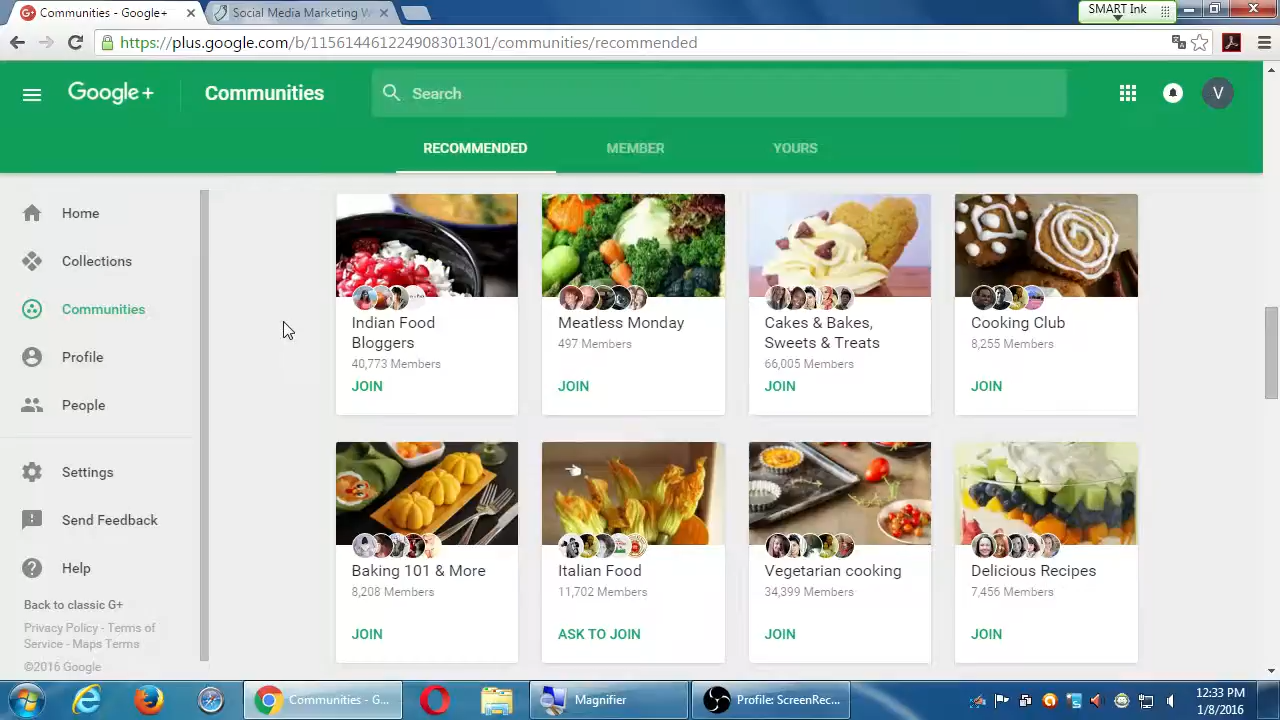 Communities - Google+
Social Media Marketing W
SMART Ink
https://plus.google.com/b/115614461224908301301/communities/recommended
Google+
Communities
Search
V
RECOMMENDED
MEMBER
YOURS
Home
Collections
Communities
Profile
People
Settings
Send Feedback
Help
Back to classic G+
Privacy Policy - Terms of
Service - Maps Terms
©2016 Google
Indian Food
Bloggers
40,773 Members
JOIN
Meatless Monday
497 Members
JOIN
Cakes & Bakes,
Sweets & Treats
66,005 Members
JOIN
Cooking Club
8,255 Members
JOIN
Baking 101 & More
8,208 Members
JOIN
Italian Food
11,702 Members
ASK TO JOIN
Vegetarian cooking
34,399 Members
JOIN
Delicious Recipes
7,456 Members
JOIN
Communities - G...
Magnifier
Profile: ScreenRec...
12:33 PM
1/8/2016